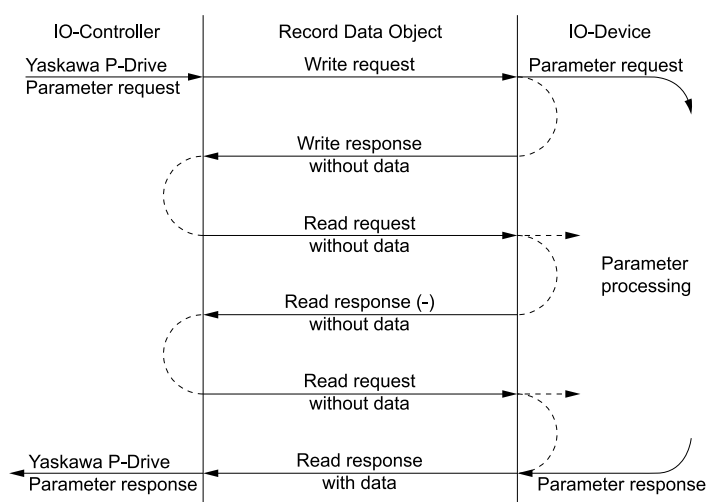 IO-Controller
Record Data Object
IO-Device
Yaskawa P-Drive
Parameter request
Write request
Parameter request
Write response
without data
Read request
without data
Parameter
processing
Read response (-)
without data
Read request
without data
Yaskawa P-Drive
Parameter response
Read response
with data
Parameter response